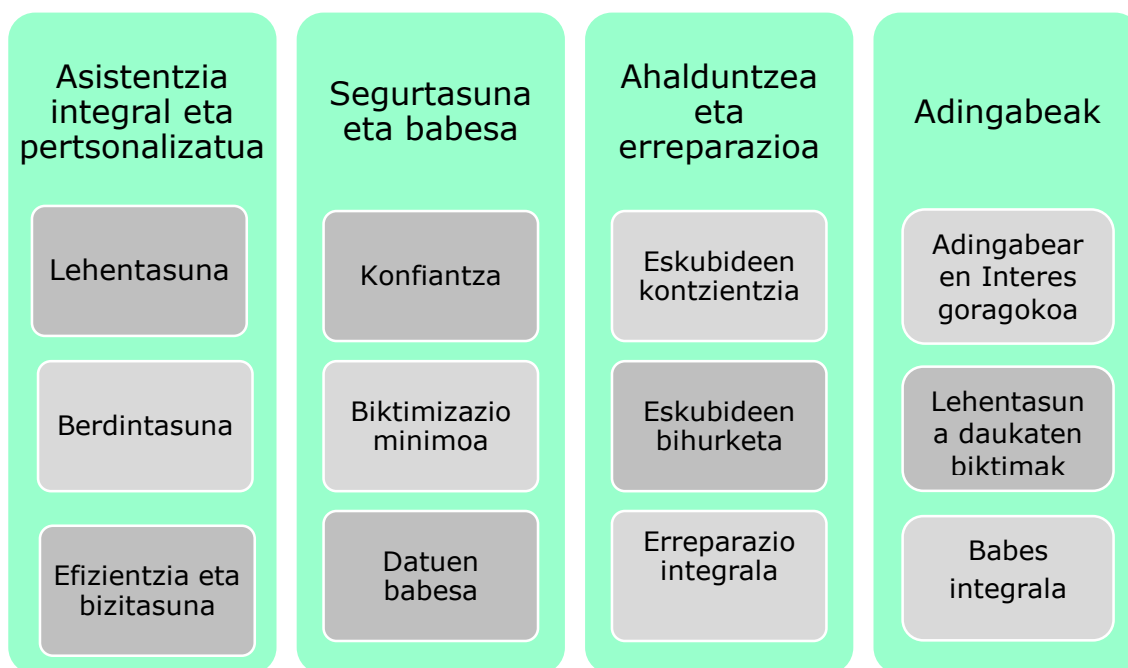 Asistentzia
integral eta
pertsonalizatua
Lehentasuna
Berdintasuna
Efizientzia eta
bizitasuna
Segurtasuna
eta babesa
Konfiantza
Biktimizazio
minimoa
Datuen
babesa
Ahalduntzea
eta
erreparazioa
Eskubideen
kontzientzia
Eskubideen
bihurketa
Erreparazio
integrala
Adingabeak
Adingabear
en Interes
goragokoa
Lehentasun
a daukaten
biktimak
Babes
integrala